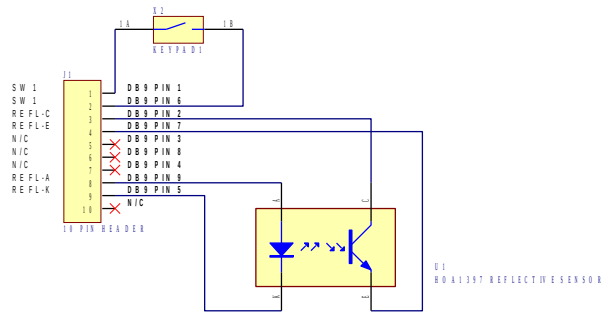 X2
1A 1B
KEYPAD1
J1
SW 1 1 DB9 PIN 1
SW 1 2 DB9 PIN 6
REFL-C 3 DB9 PIN 2
REFL-E 4 DB9 PIN 7
N/C 5 DB9 PIN 3
N/C 6 DB9 PIN 8
N/C 7 DB9 PIN 4
REFL-A 8 DB9 PIN 9
REFL-K 9 DB9 PIN 5
10 N/C
10 PIN HEADER
A C
K E
U1
HOA1397 REFLECTIVE SENSOR